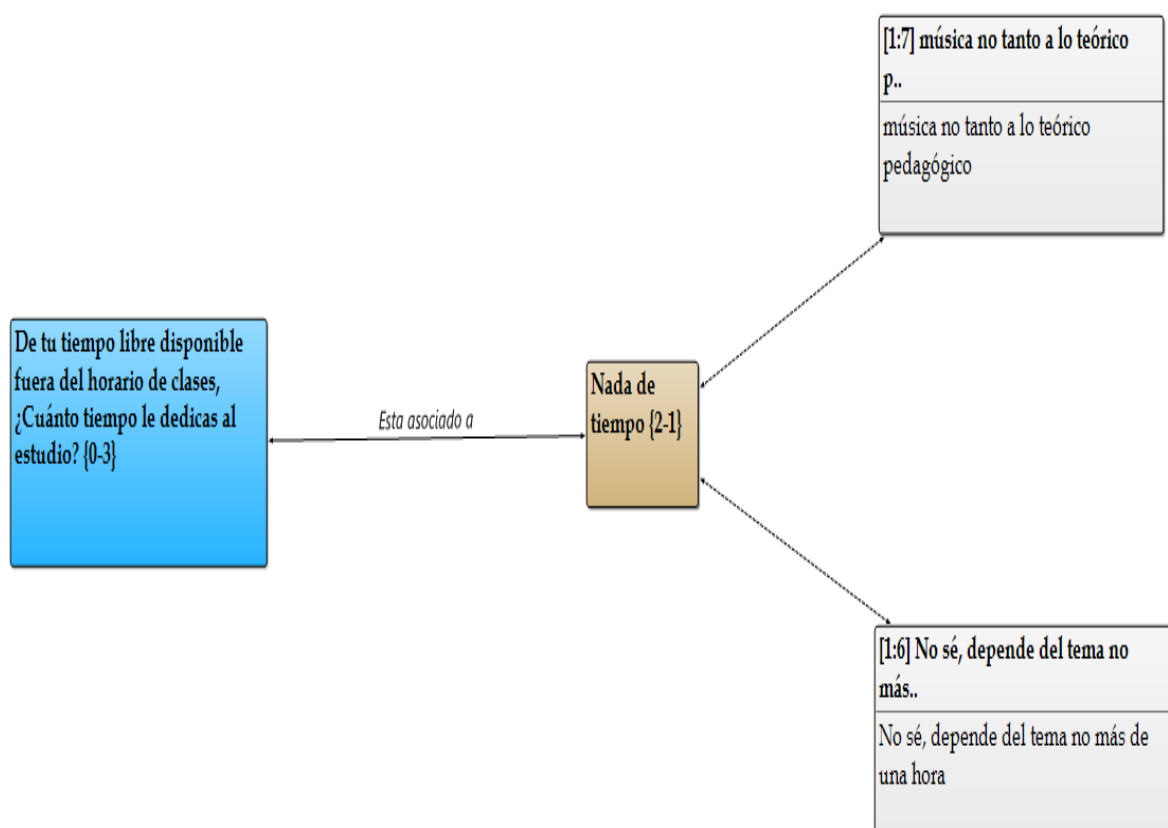 [1:7] música no tanto a lo teórico
p..
música no tanto a lo teórico
pedagógico
De tu tiempo libre disponible
fuera del horario de clases,
¿Cuánto tiempo le dedicas al
estudio? {0-3}
Esta asociado a
Nada de
tiempo {2-1}
[1:6] No sé, depende del tema no
más..
No sé, depende del tema no más de
una hora